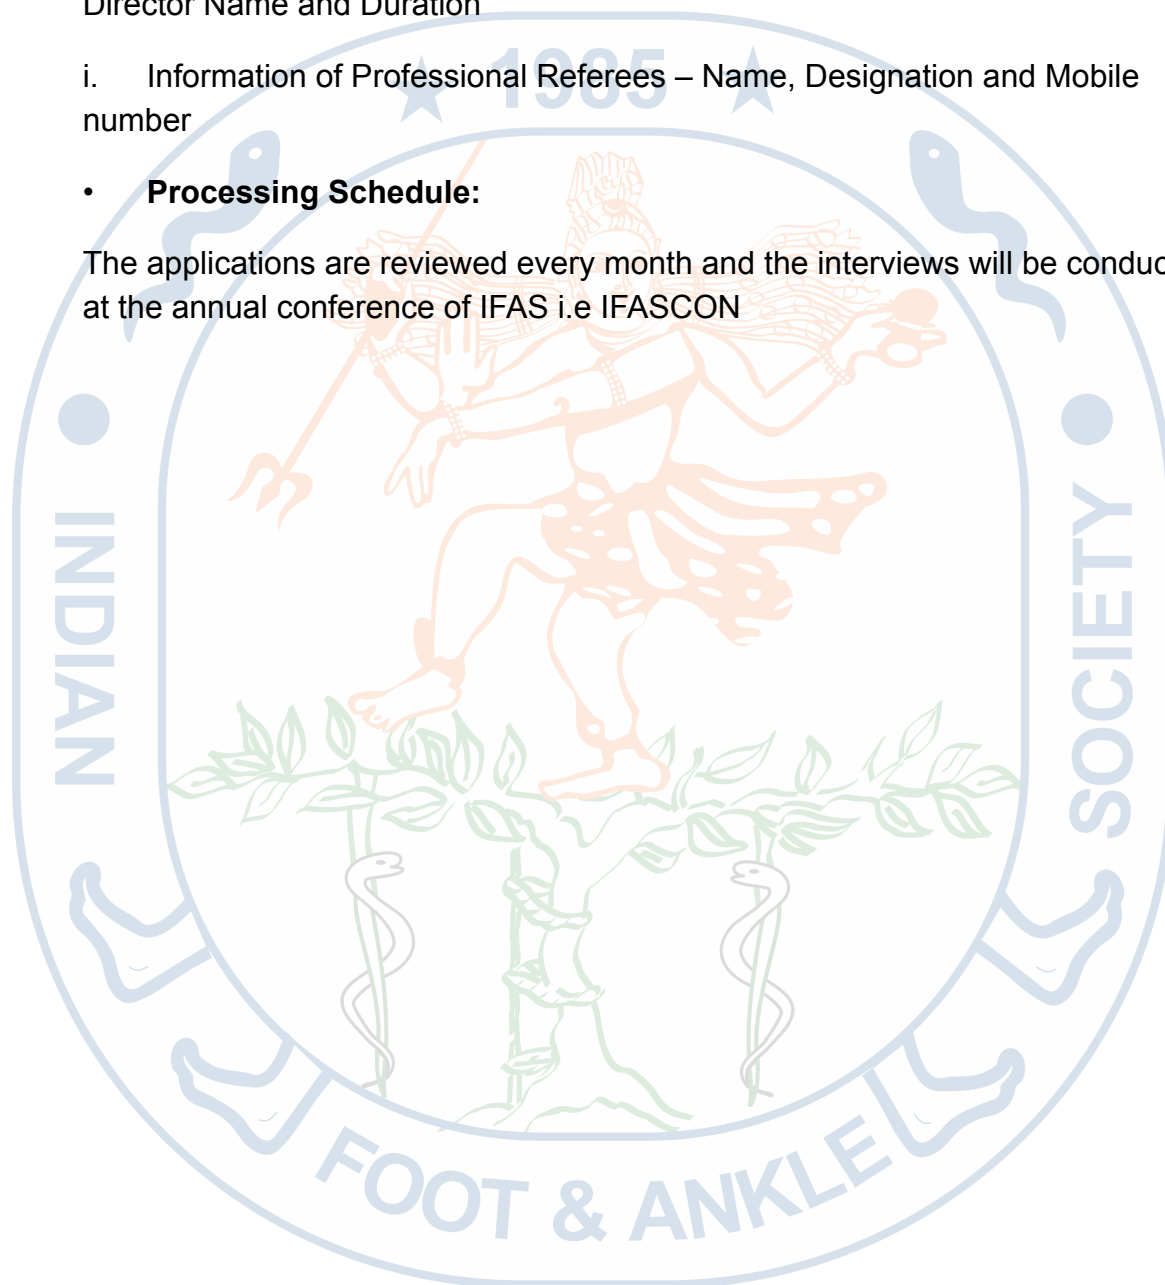 Director Name and Duration
i. Information of Professional Referees – Name, Designation and Mobile
number
• Processing Schedule:
The applications are reviewed every month and the interviews will be conduc
at the annual conference of IFAS i.e IFASCON
1985
INDIAN
SOCIETY
FOOT & ANKLE